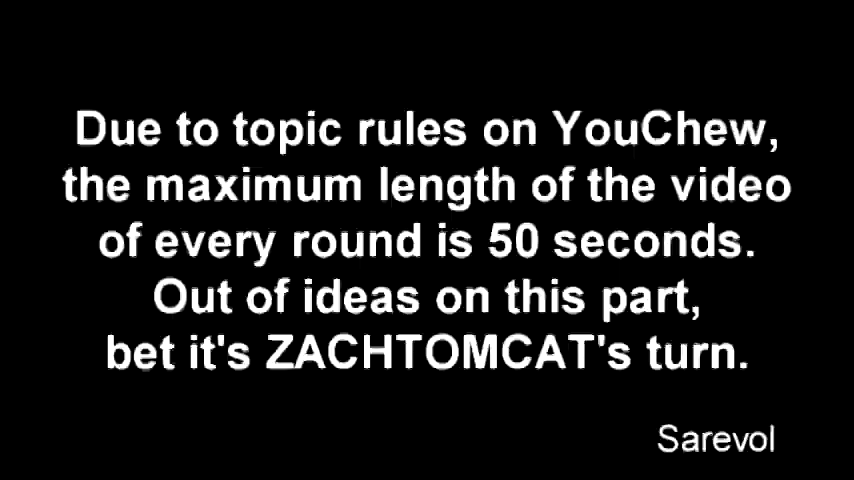 Due to topic rules on YouChew,
the maximum length of the video
of every round is 50 seconds.
Out of ideas on this part,
bet it's ZACHTOMCAT's turn.
Sarevol